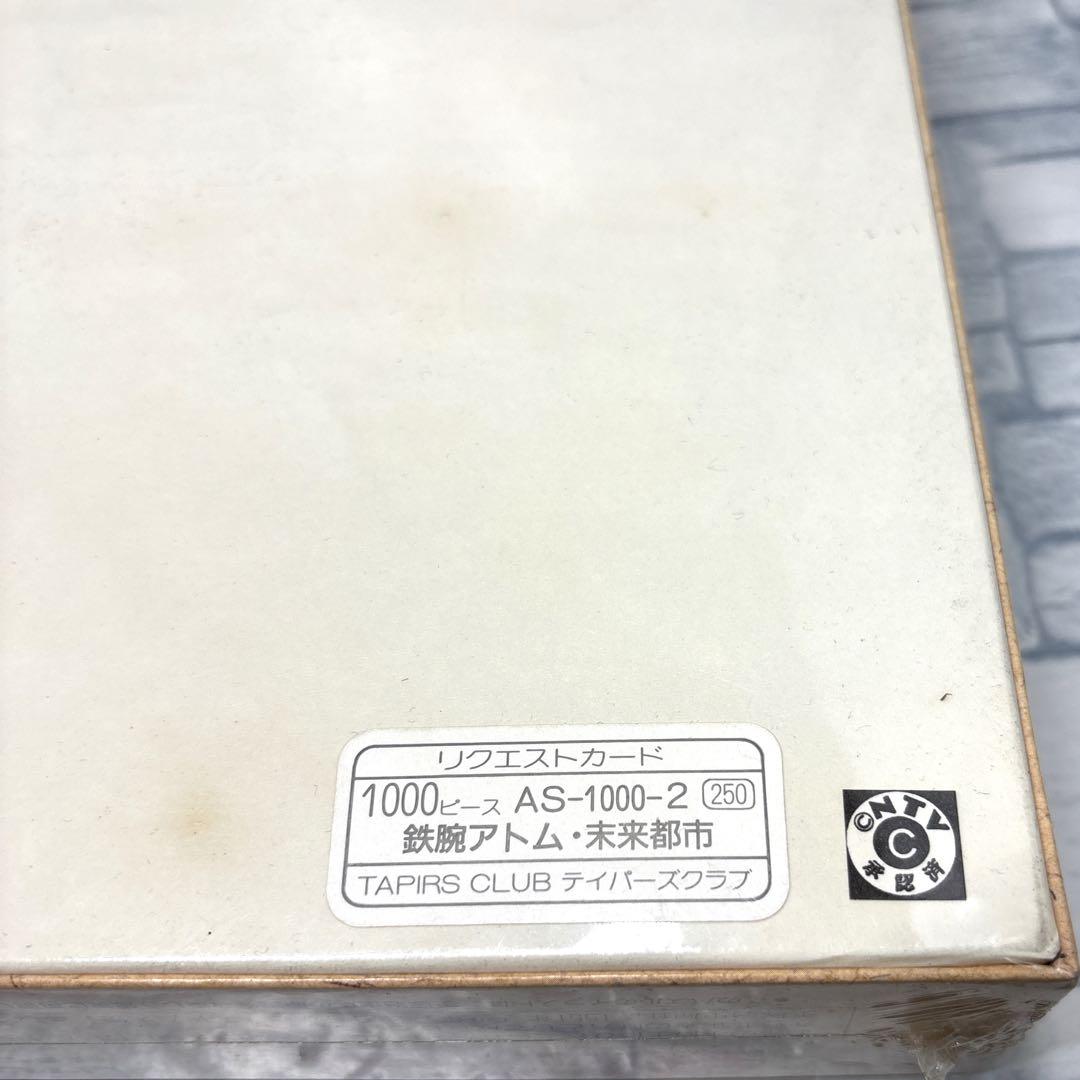 リクエストカード
1000ピース AS-1000-2 250
鉄腕アトム・末来都市
TAPIRS CLUB テイパーズクラブ
©NTV
C
承認済